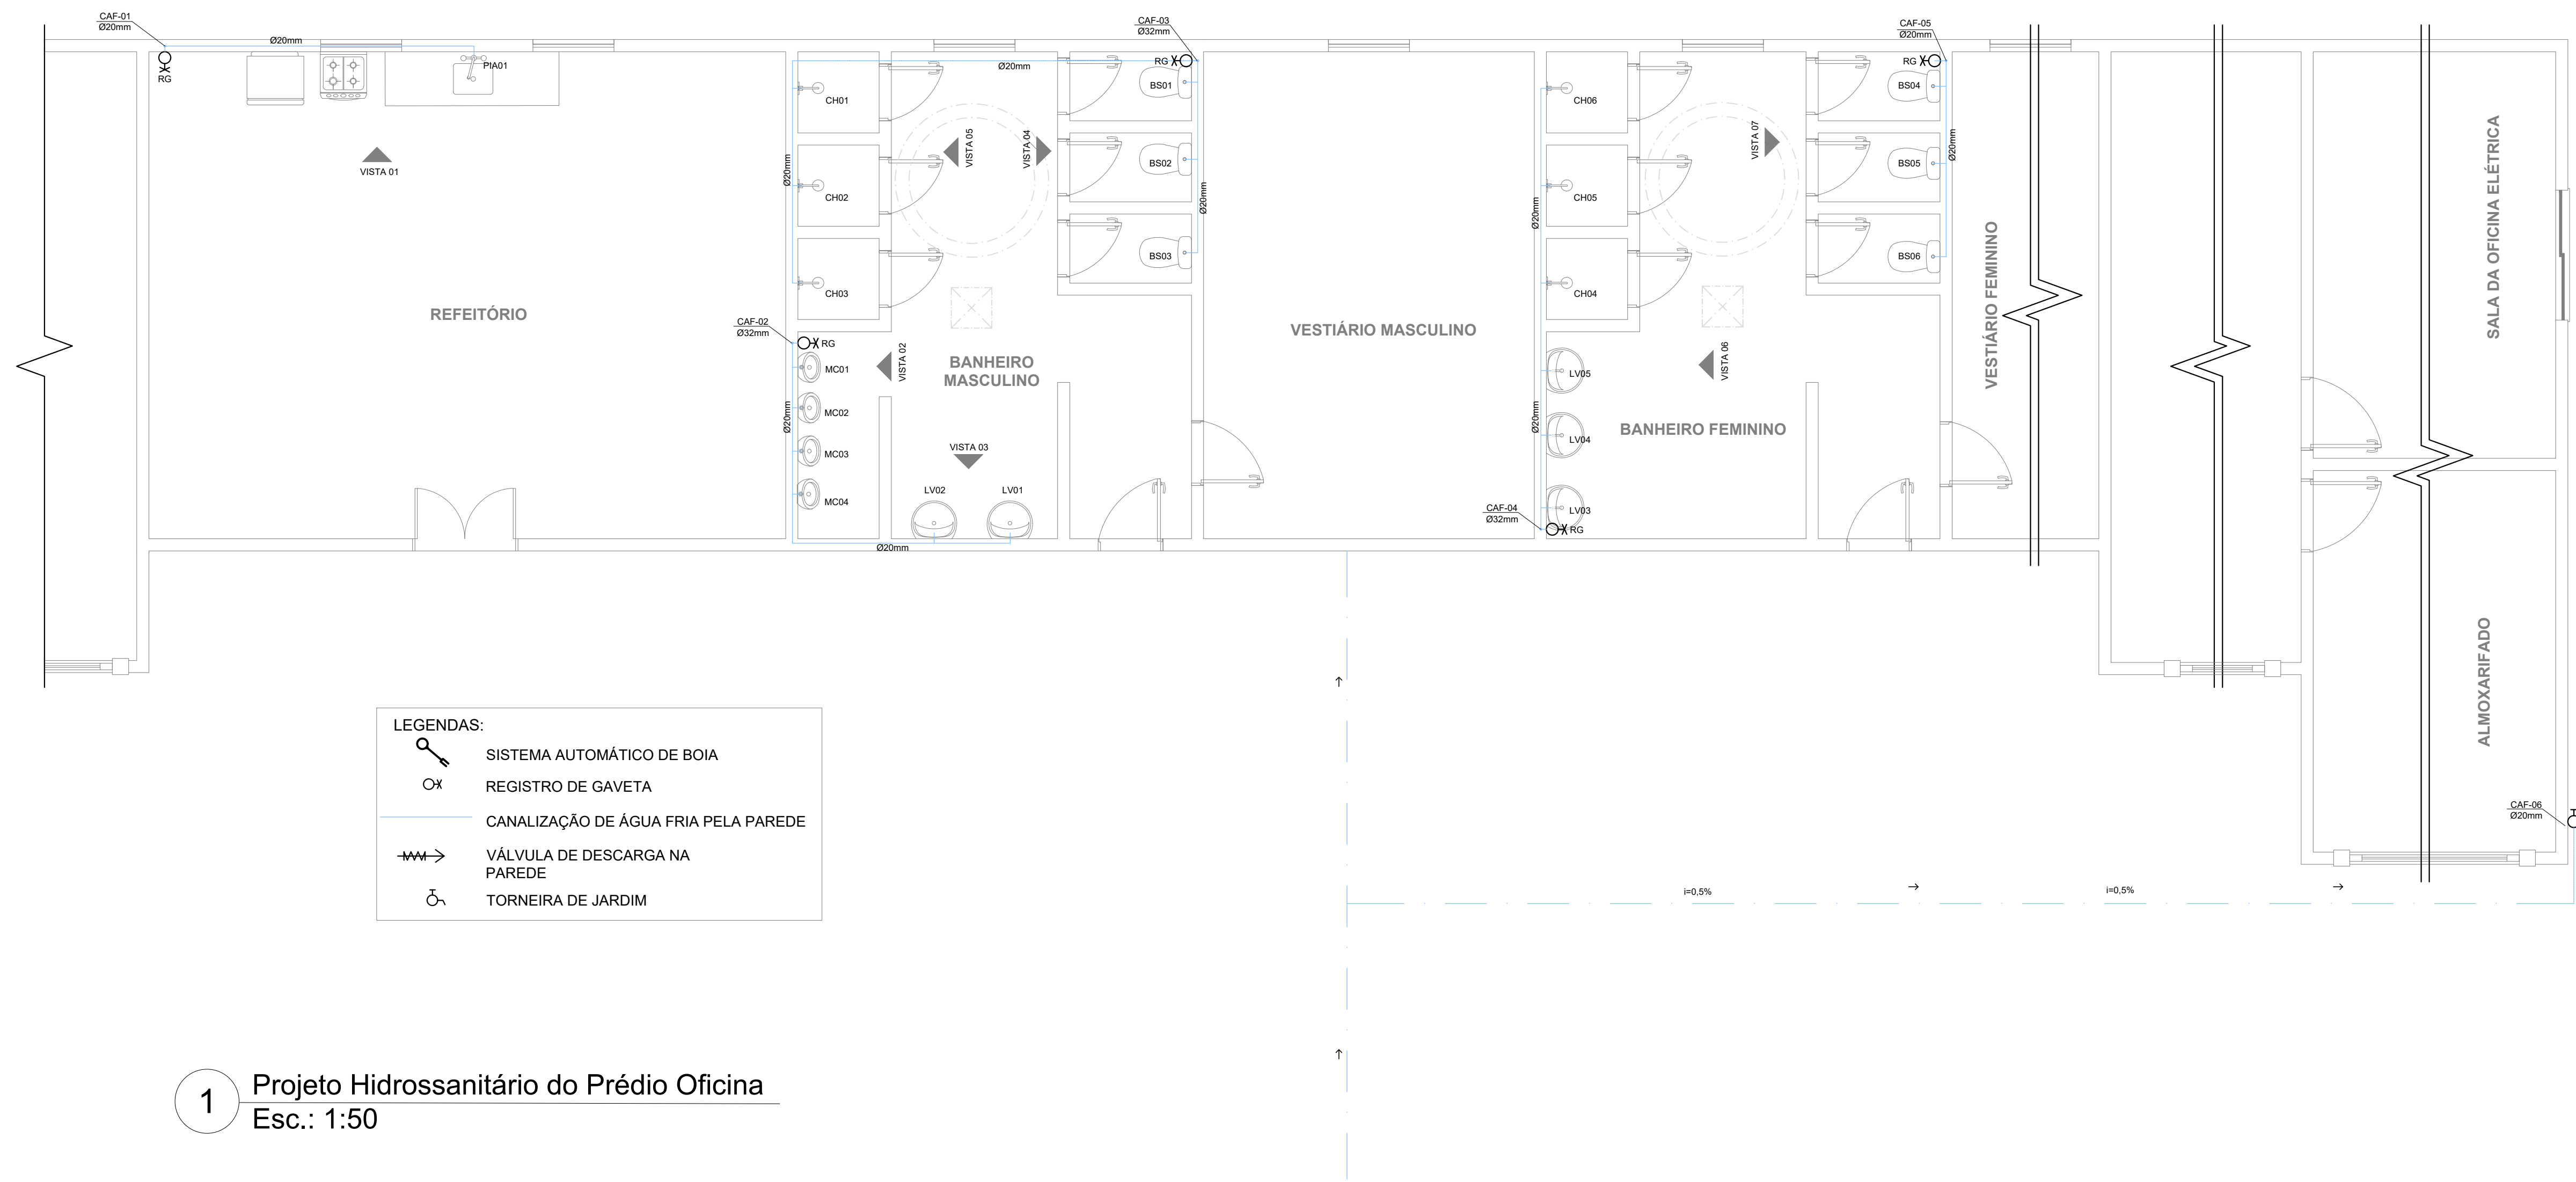 CAF-01
Ø20mm
Ø20mm
RG
PIA01
VISTA 01
REFEITÓRIO
CAF-02
Ø32mm
RG
Ø20mm
CH01
CH02
CH03
MC01
MC02
MC03
MC04
Ø20mm
Ø20mm
VISTA 02
VISTA 05
VISTA 04
BANHEIRO
MASCULINO
VISTA 03
LV02
LV01
CAF-03
Ø32mm
RG
Ø20mm
BS01
BS02
BS03
Ø20mm
VESTIÁRIO MASCULINO
CAF-04
Ø32mm
RG
Ø20mm
Ø20mm
CH06
CH05
CH04
LV05
LV04
LV03
VISTA 07
VISTA 06
BANHEIRO FEMININO
CAF-05
Ø20mm
RG
BS04
BS05
BS06
Ø20mm
VESTIÁRIO FEMININO
SALA DA OFICINA ELÉTRICA
ALMOXARIFADO
CAF-06
Ø20mm
i=0,5%
i=0,5%
LEGENDAS:
SISTEMA AUTOMÁTICO DE BOIA
REGISTRO DE GAVETA
CANALIZAÇÃO DE ÁGUA FRIA PELA PAREDE
VÁLVULA DE DESCARGA NA
PAREDE
TORNEIRA DE JARDIM
1
Projeto Hidrossanitário do Prédio Oficina
Esc.: 1:50